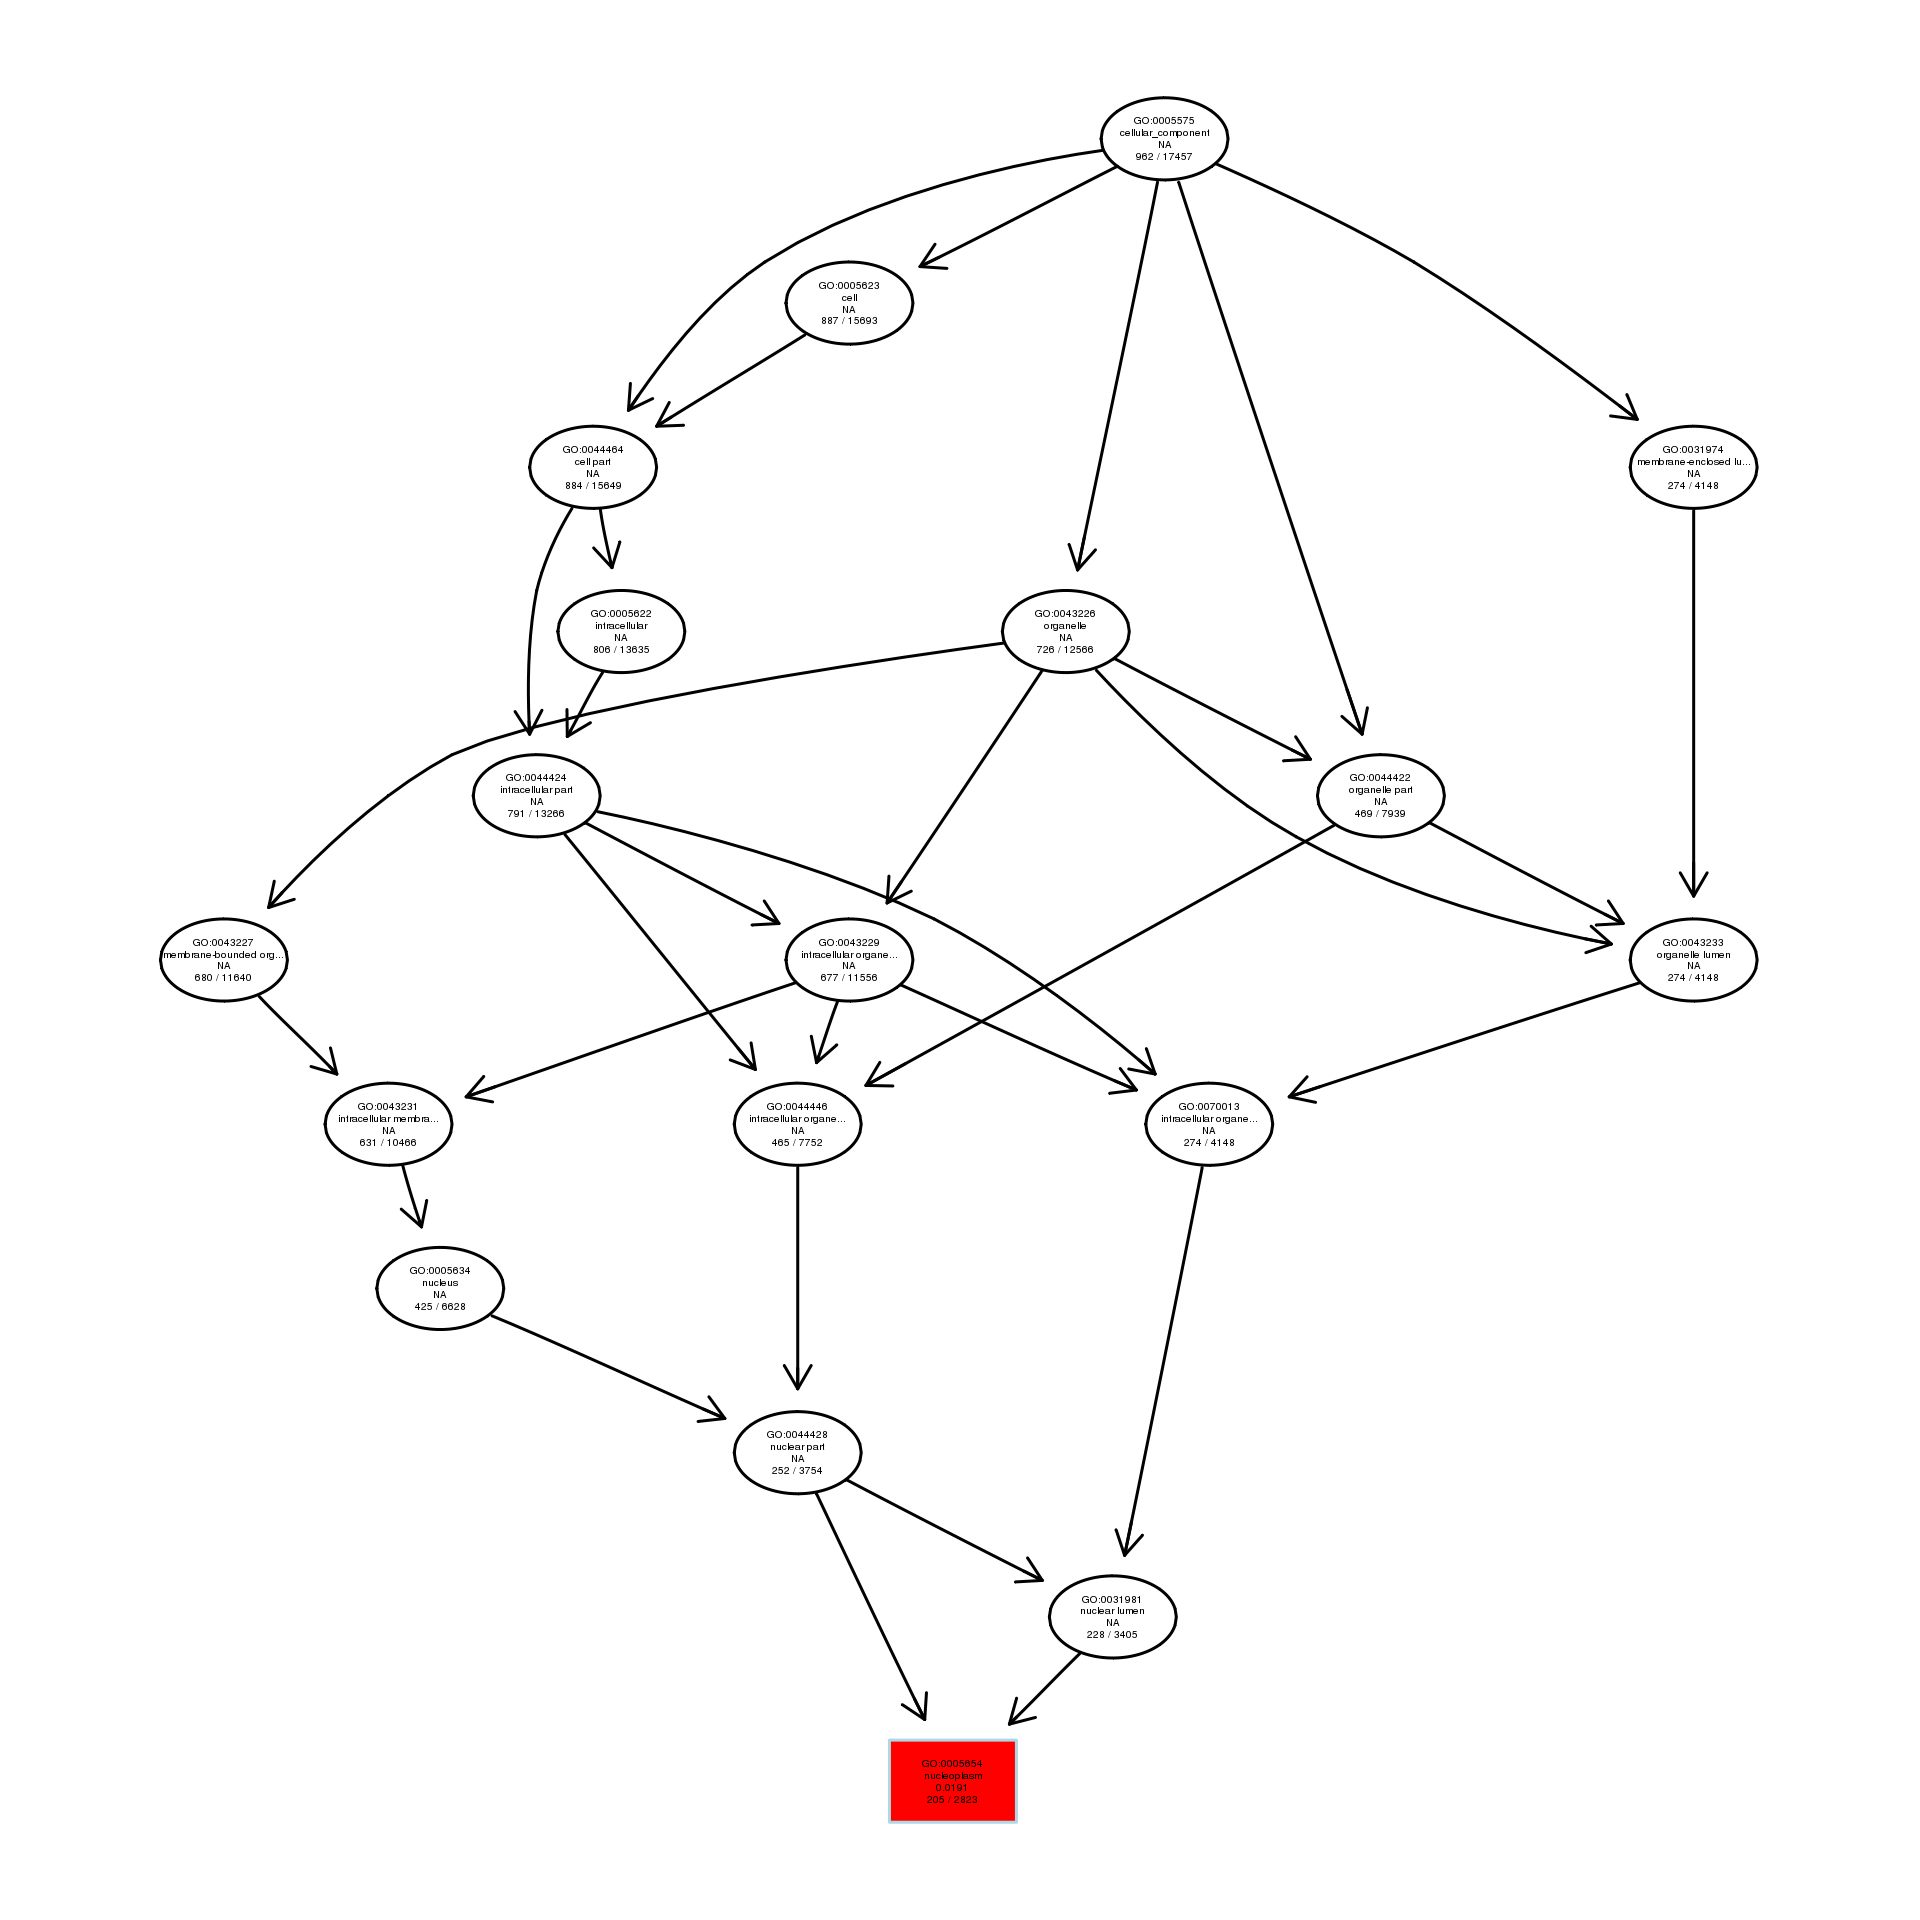 GO:0005575
cellular_component
NA
962 / 17457
GO:0005623
cell
NA
887 / 15693
GO:0044464
cell part
NA
884 / 15649
GO:0031974
membrane-enclosed lu...
NA
274 / 4148
GO:0005622
intracellular
NA
806 / 13635
GO:0043226
organelle
NA
726 / 12566
GO:0044424
intracellular part
NA
791 / 13266
GO:0044422
organelle part
NA
469 / 7939
GO:0043227
membrane-bounded org...
NA
680 / 11640
GO:0043229
intracellular organe...
NA
677 / 11556
GO:0043233
organelle lumen
NA
274 / 4148
GO:0043231
intracellular membra...
NA
631 / 10466
GO:0044446
intracellular organe...
NA
465 / 7752
GO:0070013
intracellular organe...
NA
274 / 4148
GO:0005634
nucleus
NA
425 / 6628
GO:0044428
nuclear part
NA
252 / 3754
GO:0031981
nuclear lumen
NA
228 / 3405
GO:0005654
nucleoplasm
0.0191
205 / 2823